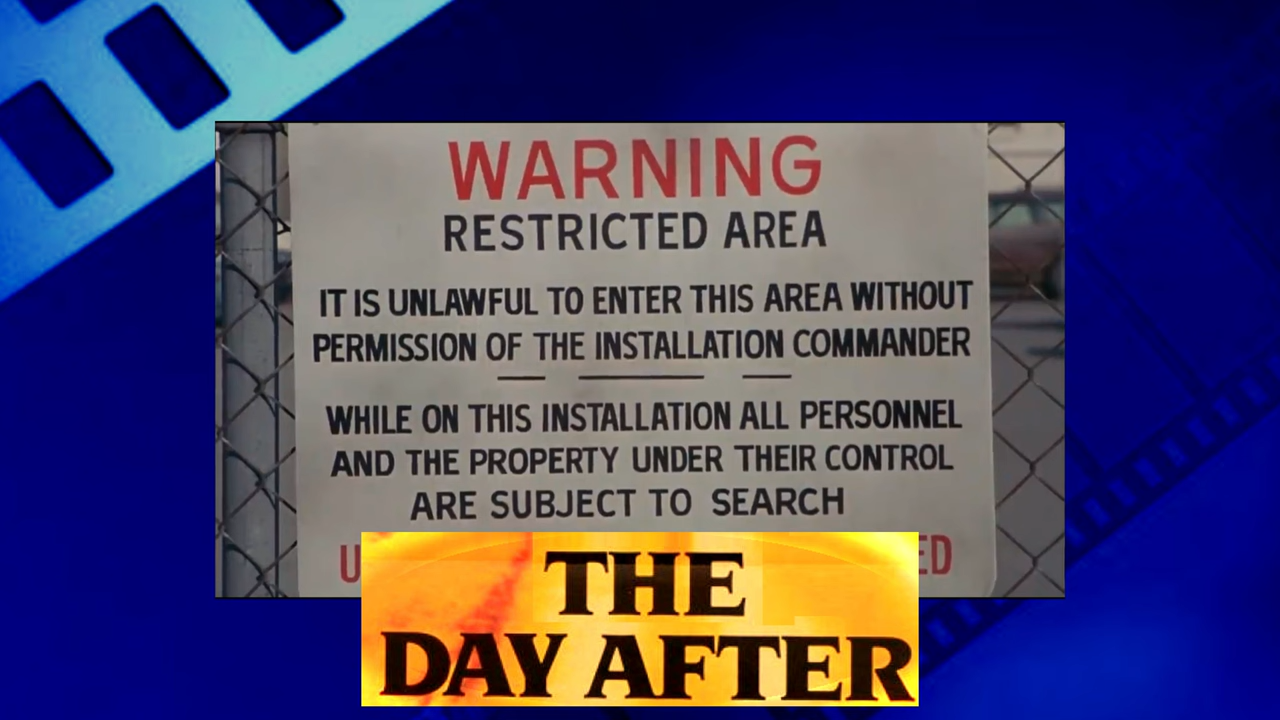 WARNING
RESTRICTED AREA
IT IS UNLAWFUL TO ENTER THIS AREA WITHOUT
PERMISSION OF THE INSTALLATION COMMANDER
WHILE ON THIS INSTALLATION ALL PERSONNEL
AND THE PROPERTY UNDER THEIR CONTROL
ARE SUBJECT TO SEARCH
THE
DAY AFTER